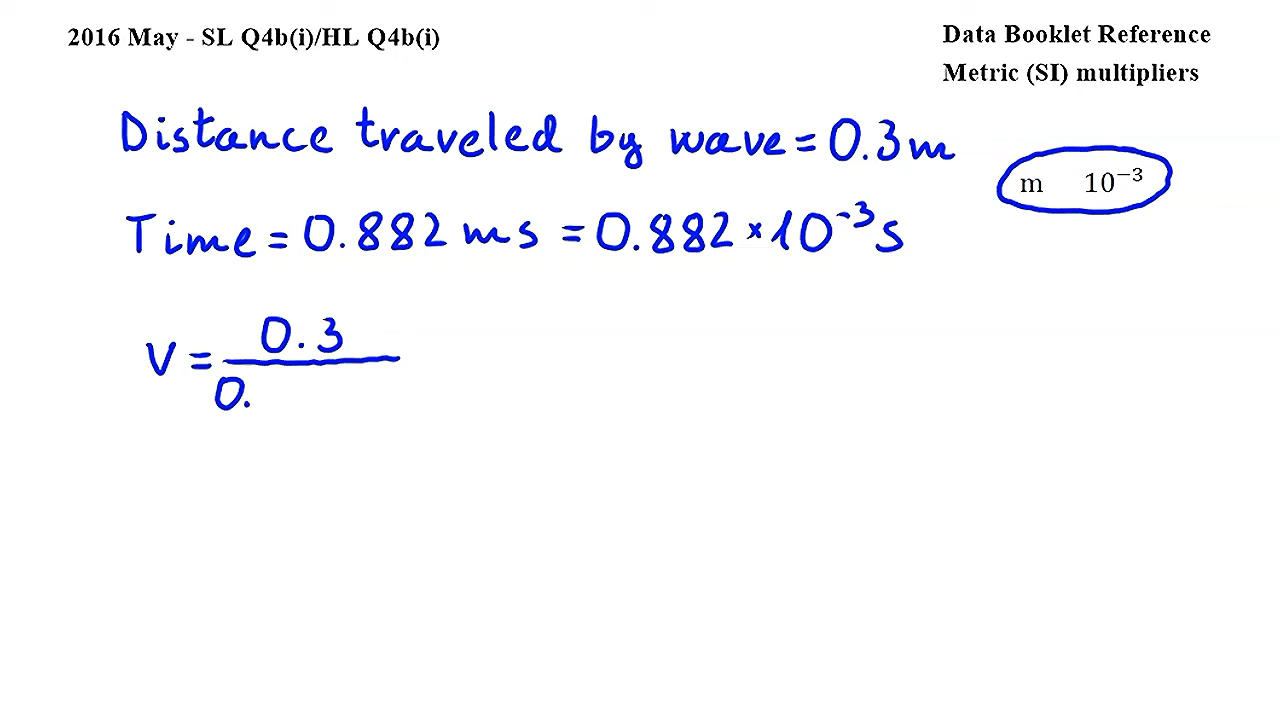 2016 May - SL Q4b(i)/HL Q4b(i)
Data Booklet Reference
Metric (SI) multipliers
Distance traveled by wave = 0.3m
m 10⁻³
Time = 0.882 ms = 0.882 × 10⁻³ s
0.3
v =
0.